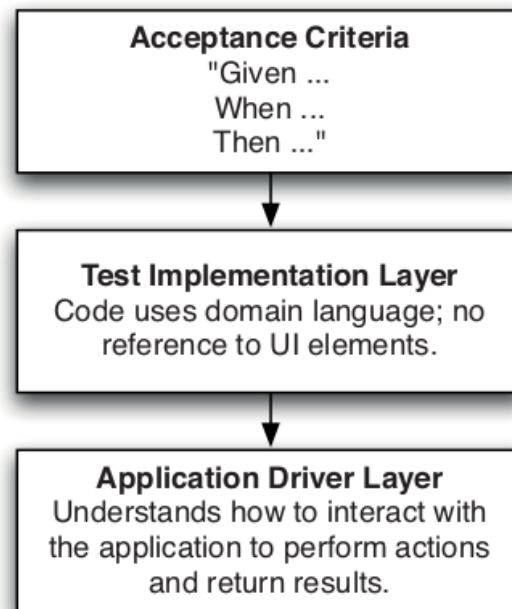 Acceptance Criteria
"Given ...
When ...
Then ..."
Test Implementation Layer
Code uses domain language; no
reference to UI elements.
Application Driver Layer
Understands how to interact with
the application to perform actions
and return results.